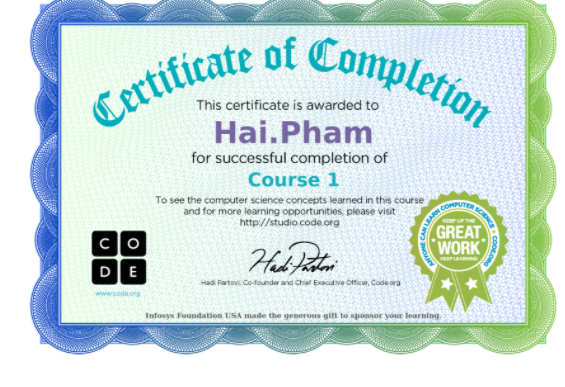 Certificate of Completion
This certificate is awarded to
Hai.Pham
for successful completion of
Course 1
To see the computer science concepts learned in this course
and for more learning opportunities, please visit
http://studio.code.org
ANYONE CAN LEARN COMPUTER SCIENCE • CODE.ORG
KEEP UP THE
GREAT
WORK
KEEP LEARNING
C O
D E
www.code.org
Hadi Partovi
Hadi Partovi, Co-founder and Chief Executive Officer, Code.org
Infosys Foundation USA made the generous gift to sponsor your learning.